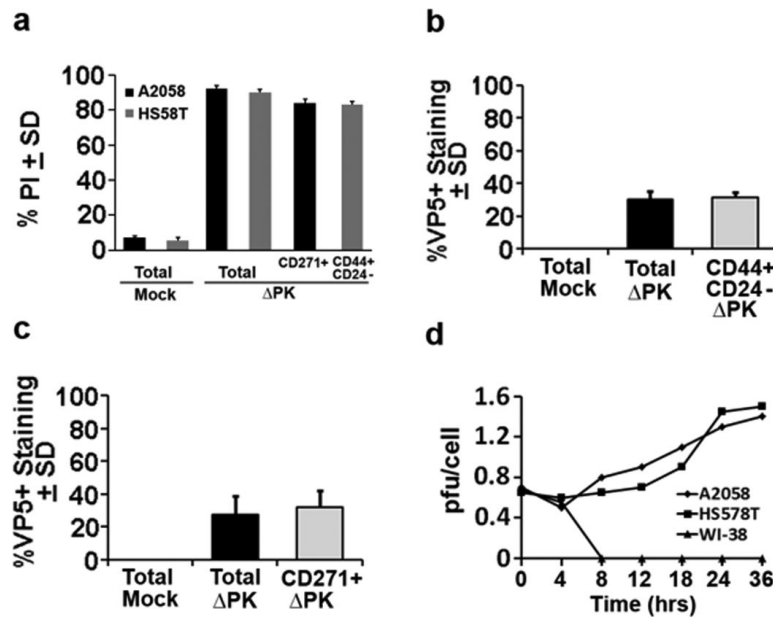 a
% PI ± SD
100
80
60
40
20
0
A2058
HS58T
Total
Mock
Total
CD271+
CD44+
CD24-
ΔPK
b
%VP5+ Staining
± SD
100
80
60
40
20
0
Total
Mock
Total
ΔPK
CD44+
CD24-
ΔPK
c
%VP5+ Staining
± SD
100
80
60
40
20
0
Total
Mock
Total
ΔPK
CD271+
ΔPK
d
pfu/cell
1.6
1.2
0.8
0.4
0
A2058
HS578T
WI-38
0 4 8 12 18 24 36
Time (hrs)